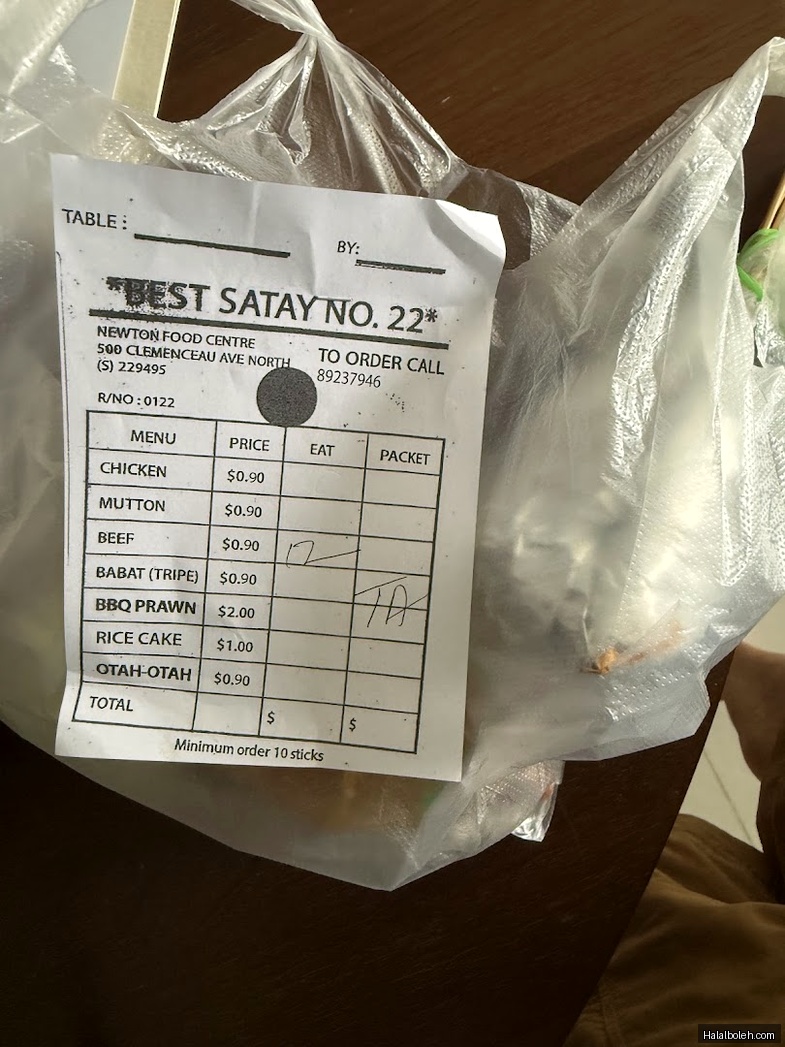 TABLE :
BY:
*BEST SATAY NO. 22*
NEWTON FOOD CENTRE
500 CLEMENCEAU AVE NORTH
(S) 229495
TO ORDER CALL
89237946
R/NO : 0122
MENU PRICE EAT PACKET
CHICKEN $0.90
MUTTON $0.90
BEEF $0.90 12
BABAT (TRIPE) $0.90
BBQ PRAWN $2.00 TA
RICE CAKE $1.00
OTAH-OTAH $0.90
TOTAL $ $
Minimum order 10 sticks
Halalboleh.com